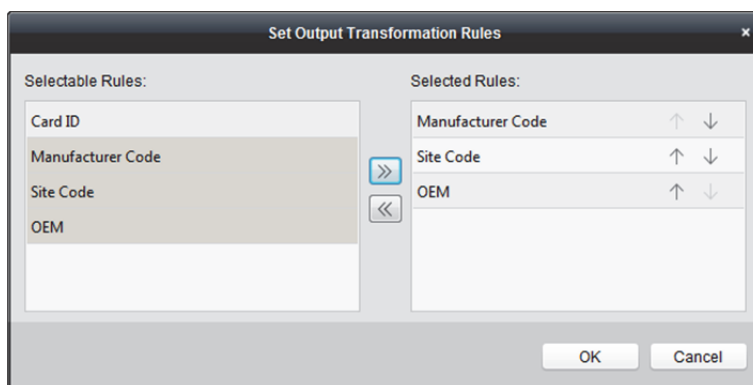 Set Output Transformation Rules
Selectable Rules:
Card ID
Manufacturer Code
Site Code
OEM
Selected Rules:
Manufacturer Code
Site Code
OEM
OK
Cancel